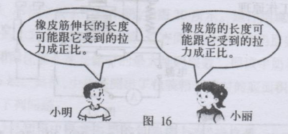 橡皮筋伸长的长度
可能跟它受到的拉
力成正比。
橡皮筋的长度可
能跟它受到的拉
力成正比。
小明
图 16
小丽